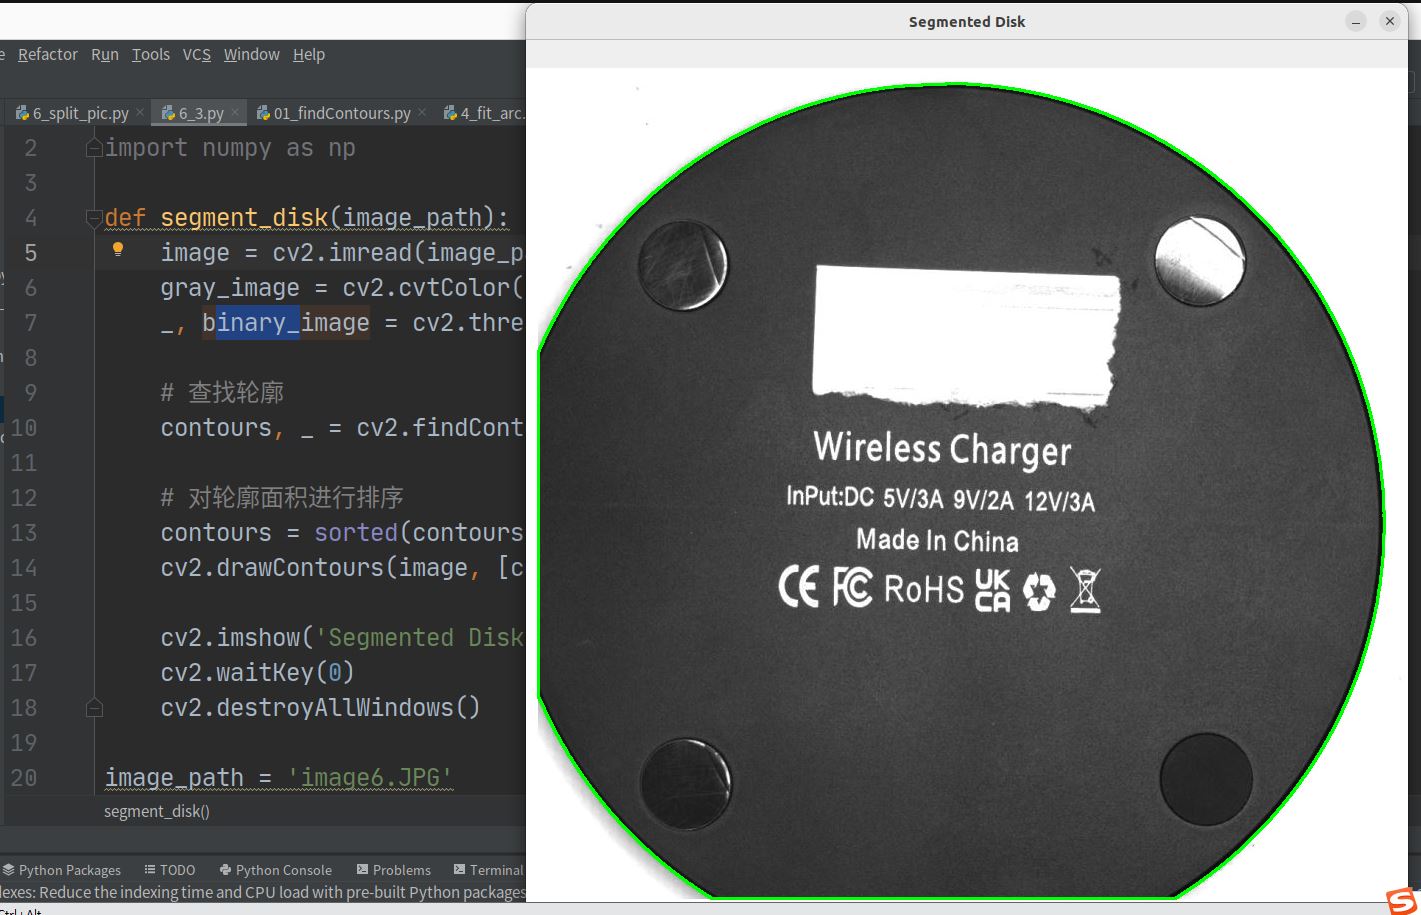 Segmented Disk
Refactor Run Tools VCS Window Help
6_split_pic.py 6_3.py 01_findContours.py 4_fit_arc.
2 import numpy as np
3
4 def segment_disk(image_path):
5 image = cv2.imread(image_p
6 gray_image = cv2.cvtColor(
7 _, binary_image = cv2.thre
8
9 # 查找轮廓
10 contours, _ = cv2.findCont
11
12 # 对轮廓面积进行排序
13 contours = sorted(contours
14 cv2.drawContours(image, [c
15
16 cv2.imshow('Segmented Disk
17 cv2.waitKey(0)
18 cv2.destroyAllWindows()
19
20 image_path = 'image6.JPG'
segment_disk()
Python Packages TODO Python Console Problems Terminal
lexes: Reduce the indexing time and CPU load with pre-built Python packages
Ctrl+Alt
Wireless Charger
InPut:DC 5V/3A 9V/2A 12V/3A
Made In China
CE FC RoHS UK CA
S